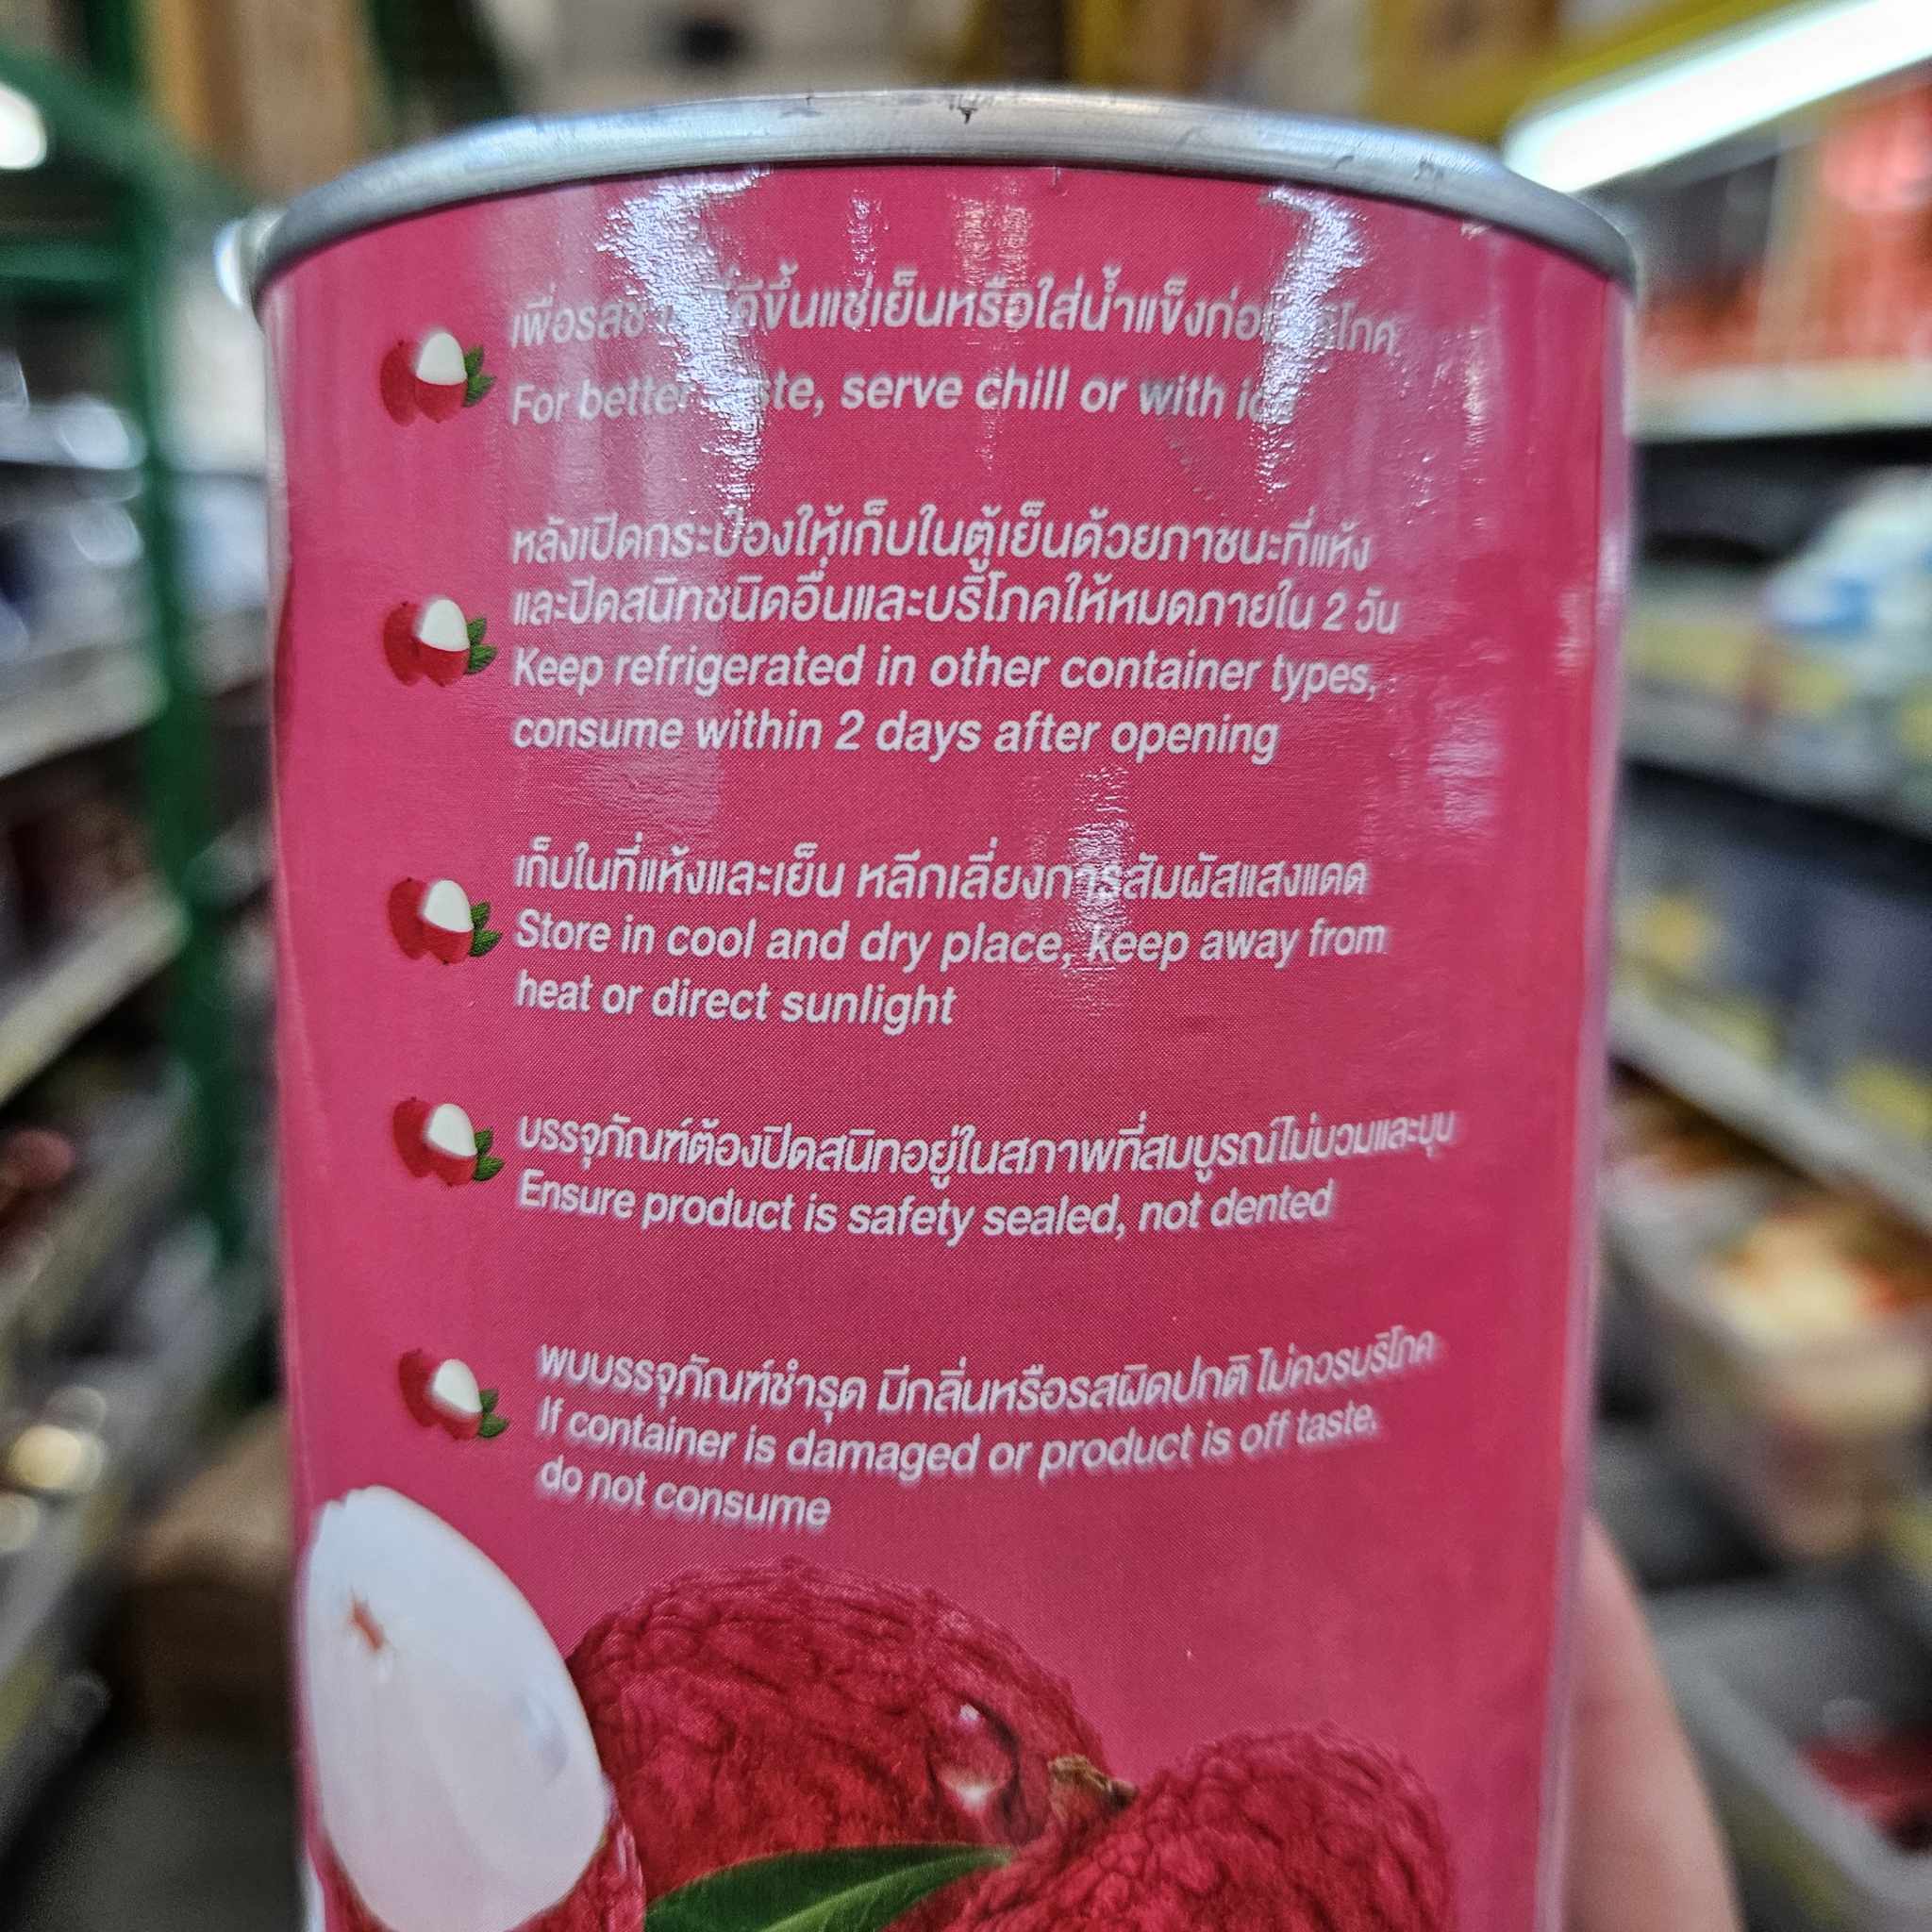 ดีขึ้นแช่เย็นหรือใส่น้ำแข็ง
For better serve chill or with
หลังเปิดกระป๋องให้เก็บในตู้เย็นด้วยภาชนะที่แห้ง
และปิดสนิทชนิดอื่นและบริโภคให้หมดภายใน 2 วัน
Keep refrigerated in other container types,
consume within 2 days after opening
เก็บในที่แห้งและเย็น หลีกเลี่ยงการสัมผัสแสงแดด
Store in cool and dry place, keep away from
heat or direct sunlight
บรรจุภัณฑ์ต้องปิดสนิทอยู่ในสภาพที่สมบูรณ์ไม่บวมและบุบ
Ensure product is safety sealed, not dented
พบบรรจุภัณฑ์ชำรุด มีกลิ่นหรือรสผิดปกติ ไม่ควรบริโภค
If container is damaged or product is off taste,
do not consume